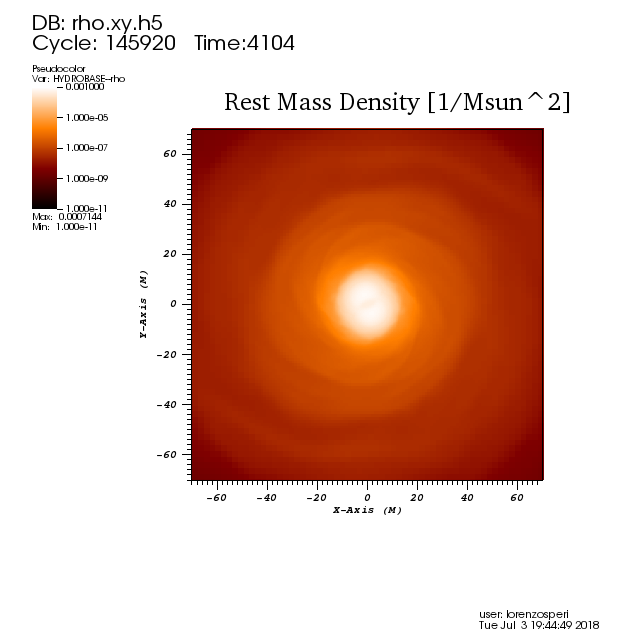 DB: rho.xy.h5
Cycle: 145920 Time:4104
Pseudocolor
Var: HYDROBASE--rho
0.001000
1.000e-05
1.000e-07
1.000e-09
1.000e-11
Max: 0.0007144
Min: 1.000e-11
Rest Mass Density [1/Msun^2]
60
40
20
0
-20
-40
-60
Y-Axis (M)
-60 -40 -20 0 20 40 60
X-Axis (M)
user: lorenzosperi
Tue Jul 3 19:44:49 2018